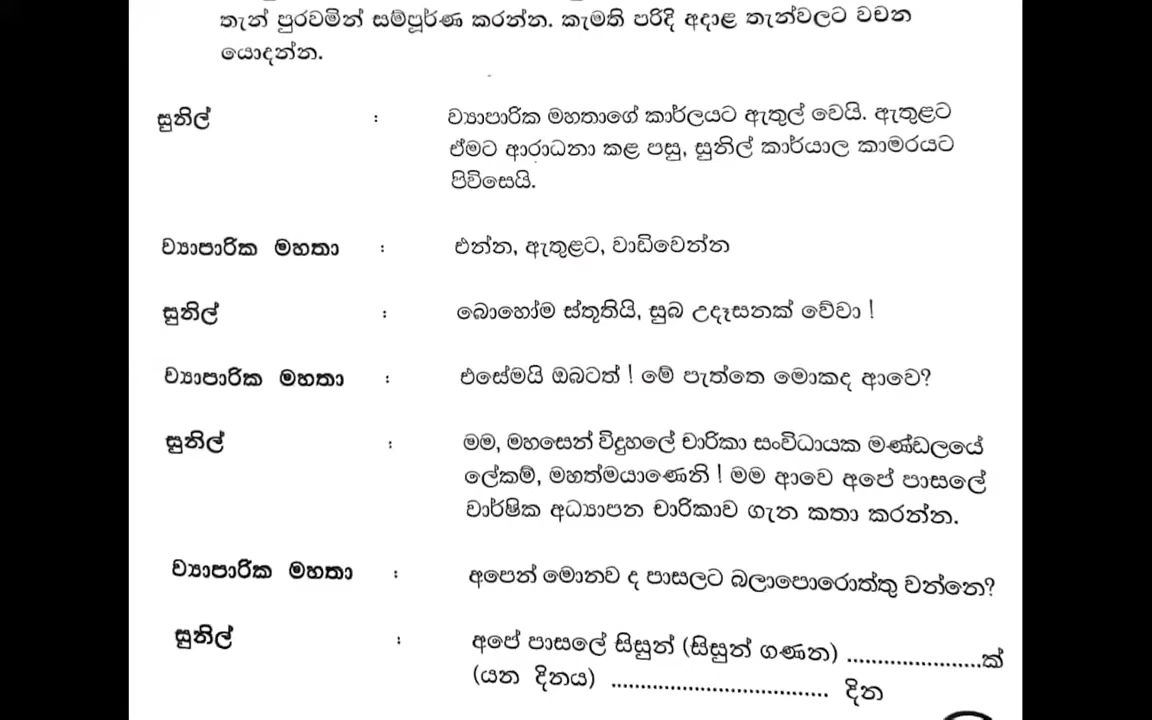 තැන් පුරවමින් සම්පූර්ණ කරන්න. කැමති පරිදි අදාළ තැන්වලට වචන
යොදන්න.
සුනිල් : ව්‍යාපාරික මහතාගේ කාර්ලයට ඇතුල් වෙයි. ඇතුළට
ඒමට ආරාධනා කළ පසු, සුනිල් කාර්යාල කාමරයට
පිවිසෙයි.
ව්‍යාපාරික මහතා : එන්න, ඇතුළට, වාඩිවෙන්න
සුනිල් : බොහෝම ස්තූතියි, සුබ උදෑසනක් වේවා !
ව්‍යාපාරික මහතා : එසේමයි ඔබටත් ! මේ පැත්තෙ මොකද ආවෙ?
සුනිල් : මම, මහසෙන් විදුහලේ චාරිකා සංවිධායක මණ්ඩලයේ
ලේකම්, මහත්මයාණෙනි ! මම ආවෙ අපේ පාසලේ
වාර්ෂික අධ්‍යාපන චාරිකාව ගැන කතා කරන්න.
ව්‍යාපාරික මහතා : අපෙන් මොනව ද පාසලට බලාපොරොත්තු වන්නෙ?
සුනිල් : අපේ පාසලේ සිසුන් (සිසුන් ගණන) ......................ක්
(යන දිනය) .................................... දින